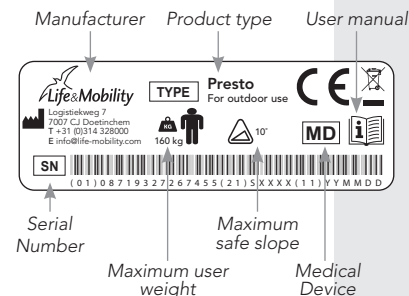 Manufacturer Product type User manual
Life&Mobility
TYPE
Presto
For outdoor use
CE
Logistiekweg 7
7007 CJ Doetinchem
T +31 (0)314 328000
E info@life-mobility.com
KG
160 kg
10°
MD
i
SN
(01)08719327267455(21)SXXXX(11)YYMMDD
Serial
Number
Maximum user
weight
Maximum
safe slope
Medical
Device